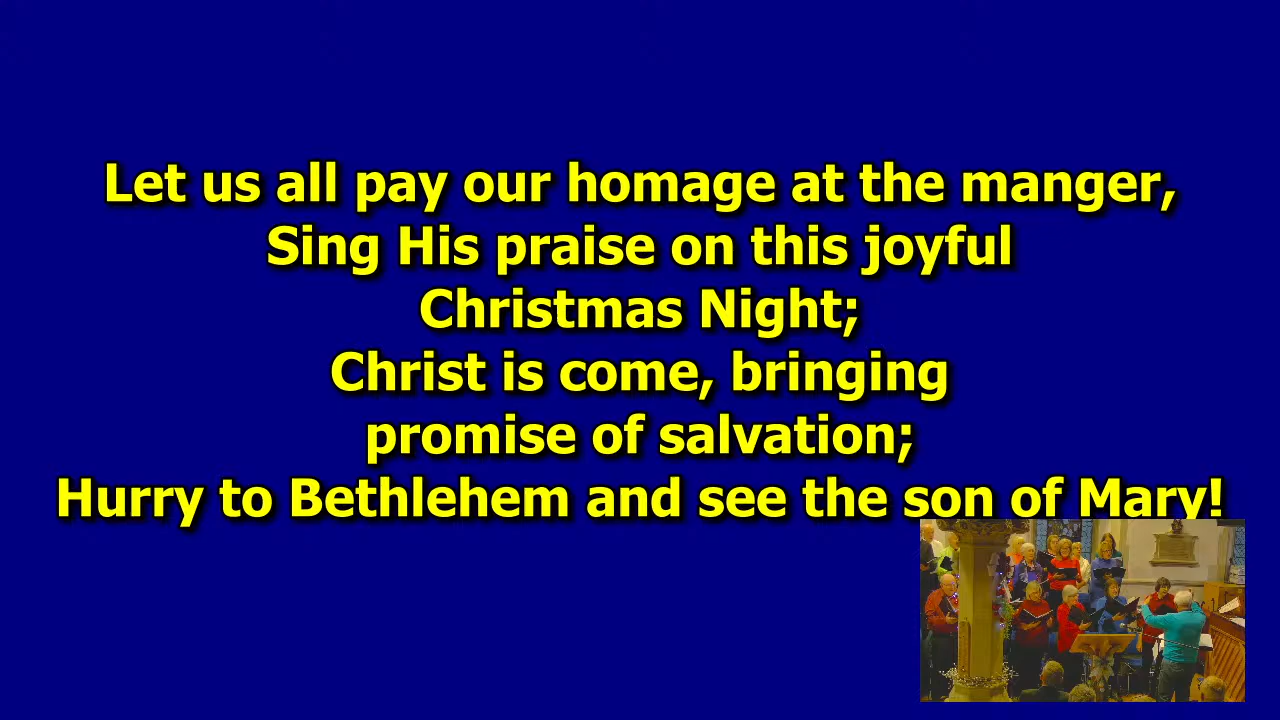 Let us all pay our homage at the manger,
Sing His praise on this joyful
Christmas Night;
Christ is come, bringing
promise of salvation;
Hurry to Bethlehem and see the son of Mary!